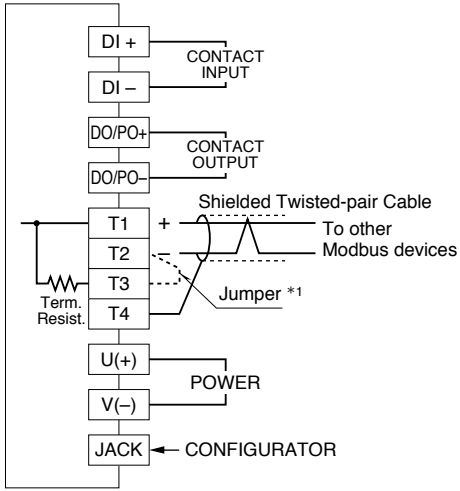 DI +
CONTACT
INPUT
DI –
DO/PO+
CONTACT
OUTPUT
DO/PO–
Shielded Twisted-pair Cable
T1
+
To other
Modbus devices
T2
–
T3
Jumper *1
Term.
Resist.
T4
U(+)
POWER
V(–)
JACK
CONFIGURATOR